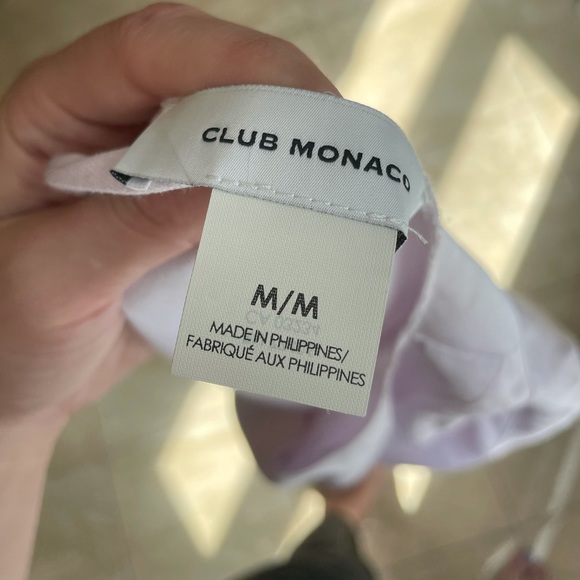 CLUB MONACO
M/M
MADE IN PHILIPPINES/
FABRIQUÉ AUX PHILIPPINES